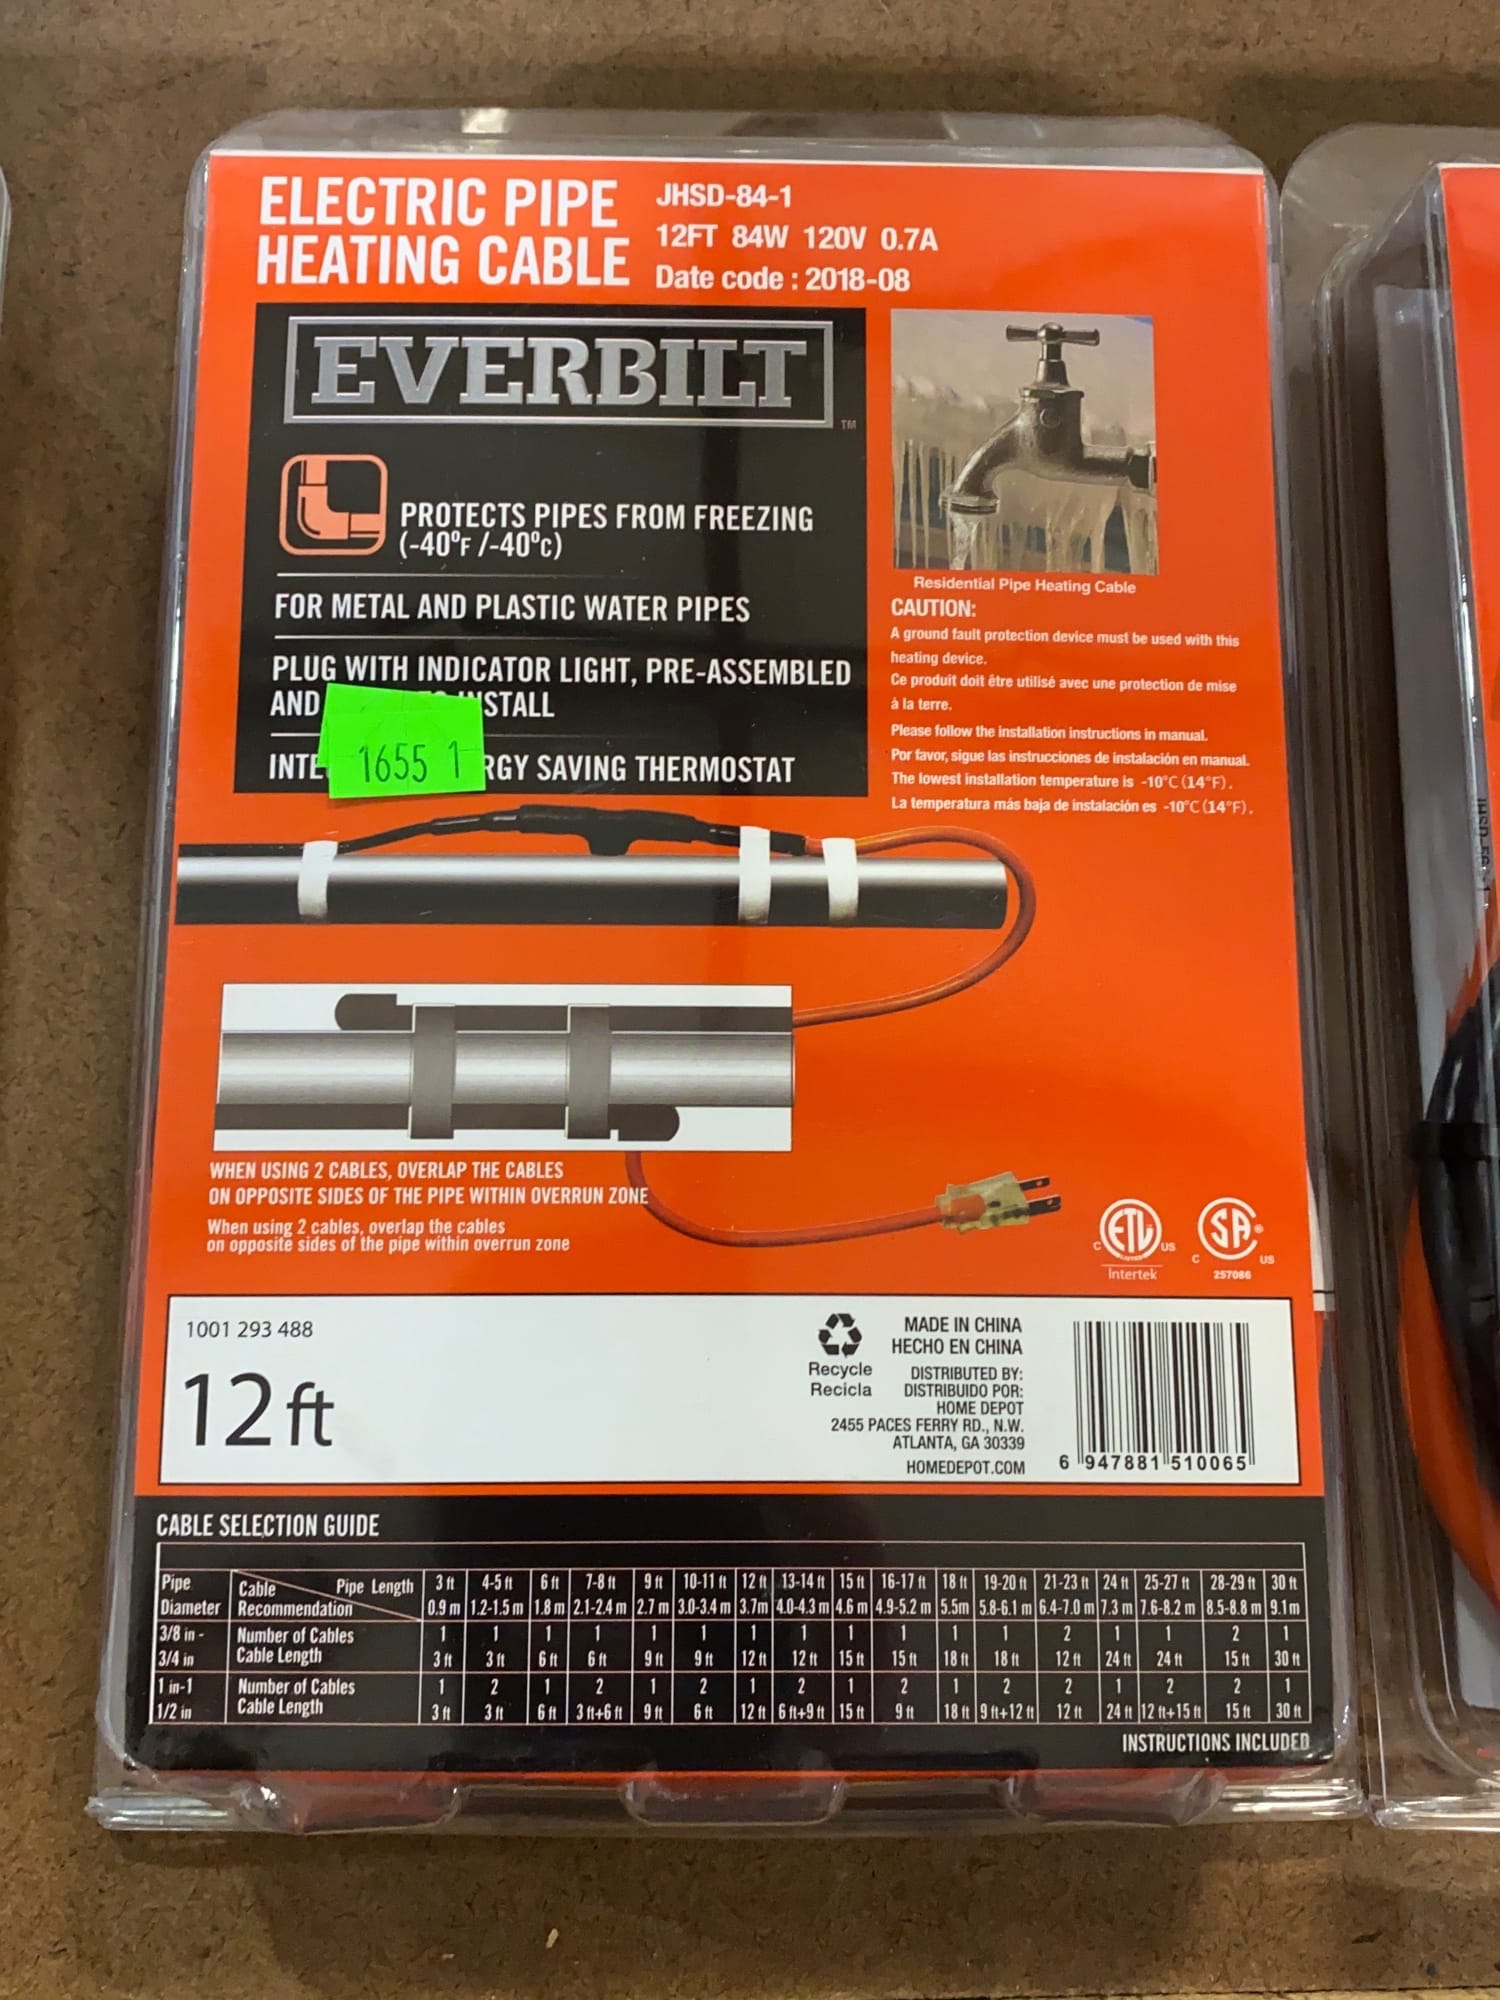 ELECTRIC PIPE
HEATING CABLE
JHSD-84-1
12FT 84W 120V 0.7A
Date code : 2018-08
EVERBILT
TM
PROTECTS PIPES FROM FREEZING
(-40ºF /-40ºC)
FOR METAL AND PLASTIC WATER PIPES
PLUG WITH INDICATOR LIGHT, PRE-ASSEMBLED
AND STALL
INTE RGY SAVING THERMOSTAT
1655 1
Residential Pipe Heating Cable
CAUTION:
A ground fault protection device must be used with this
heating device.
Ce produit doit être utilisé avec une protection de mise
à la terre.
Please follow the installation instructions in manual.
Por favor, sigue las instrucciones de instalación en manual.
The lowest installation temperature is -10°C (14°F).
La temperatura más baja de instalación es -10°C (14°F).
WHEN USING 2 CABLES, OVERLAP THE CABLES
ON OPPOSITE SIDES OF THE PIPE WITHIN OVERRUN ZONE
When using 2 cables, overlap the cables
on opposite sides of the pipe within overrun zone
C ETL US
LISTED
Intertek
C SA ® US
257086
1001 293 488
12 ft
Recycle
Recicla
MADE IN CHINA
HECHO EN CHINA
DISTRIBUTED BY:
DISTRIBUIDO POR:
HOME DEPOT
2455 PACES FERRY RD., N.W.
ATLANTA, GA 30339
HOMEDEPOT.COM
6 947881 510065
CABLE SELECTION GUIDE
Pipe Diameter Cable Recommendation Pipe Length
3 ft 4-5 ft 6 ft 7-8 ft 9 ft 10-11 ft 12 ft 13-14 ft 15 ft 16-17 ft 18 ft 19-20 ft 21-23 ft 24 ft 25-27 ft 28-29 ft 30 ft
0.9 m 1.2-1.5 m 1.8 m 2.1-2.4 m 2.7 m 3.0-3.4 m 3.7m 4.0-4.3 m 4.6 m 4.9-5.2 m 5.5m 5.8-6.1 m 6.4-7.0 m 7.3 m 7.6-8.2 m 8.5-8.8 m 9.1m
3/8 in - Number of Cables 1 1 1 1 1 1 1 1 1 1 1 1 2 1 1 2 1
3/4 in Cable Length 3 ft 3 ft 6 ft 6 ft 9 ft 9 ft 12 ft 12 ft 15 ft 15 ft 18 ft 18 ft 12 ft 24 ft 24 ft 15 ft 30 ft
1 in-1 Number of Cables 1 2 1 2 1 2 1 2 1 2 1 2 2 1 2 2 1
1/2 in Cable Length 3 ft 3 ft 6 ft 3 ft+6 ft 9 ft 6 ft 12 ft 6 ft+9 ft 15 ft 9 ft 18 ft 9 ft+12 ft 12 ft 24 ft 12 ft+15 ft 15 ft 30 ft
INSTRUCTIONS INCLUDED